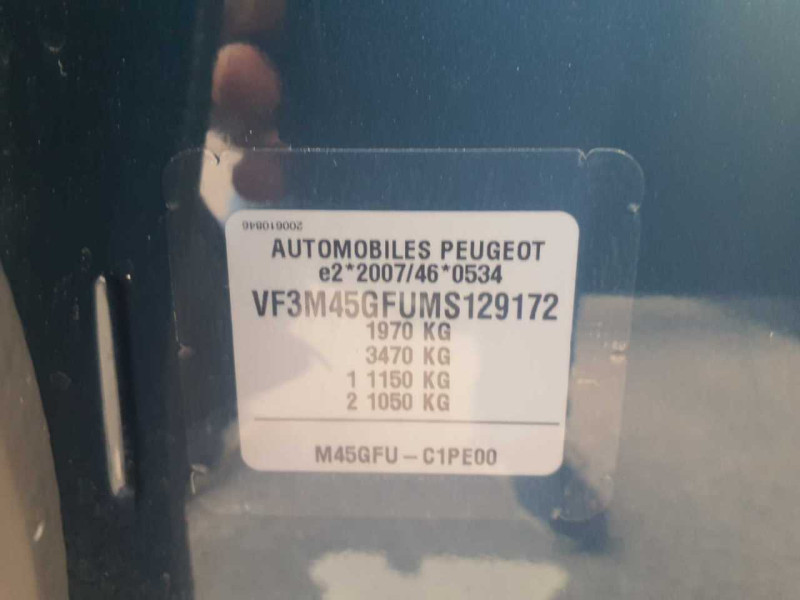 200610846
AUTOMOBILES PEUGEOT
e2*2007/46*0534
VF3M45GFUMS129172
1970 KG
3470 KG
1 1150 KG
2 1050 KG
M45GFU - C1PE00